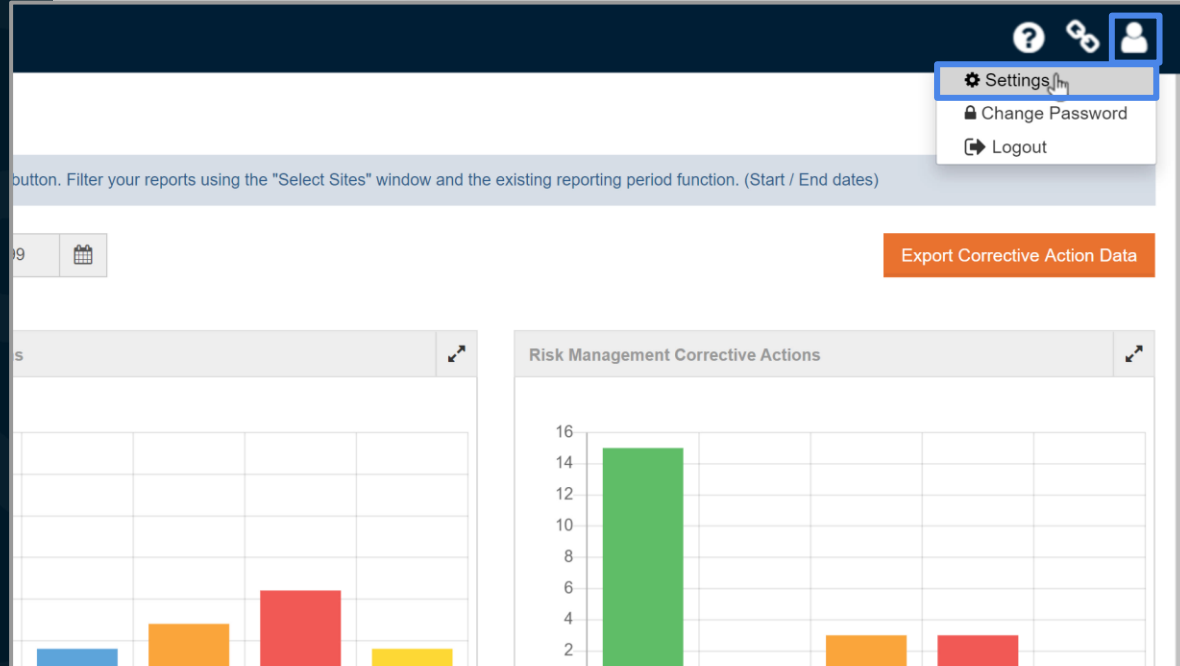 Settings
Change Password
Logout
button. Filter your reports using the "Select Sites" window and the existing reporting period function. (Start / End dates)
99
Export Corrective Action Data
s
Risk Management Corrective Actions
16
14
12
10
8
6
4
2